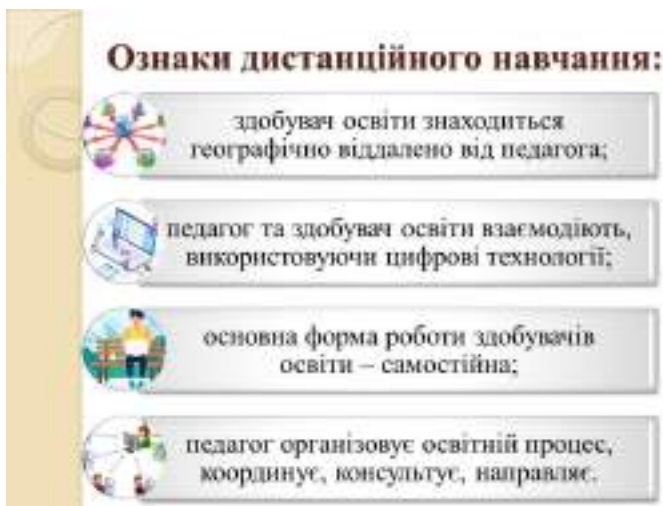 Ознаки дистанційного навчання:
здобувач освіти знаходиться
географічно віддалено від педагога;
педагог та здобувач освіти взаємодіють,
використовуючи цифрові технології;
основна форма роботи здобувачів
освіти – самостійна;
педагог організовує освітній процес,
координує, консультує, направляє.